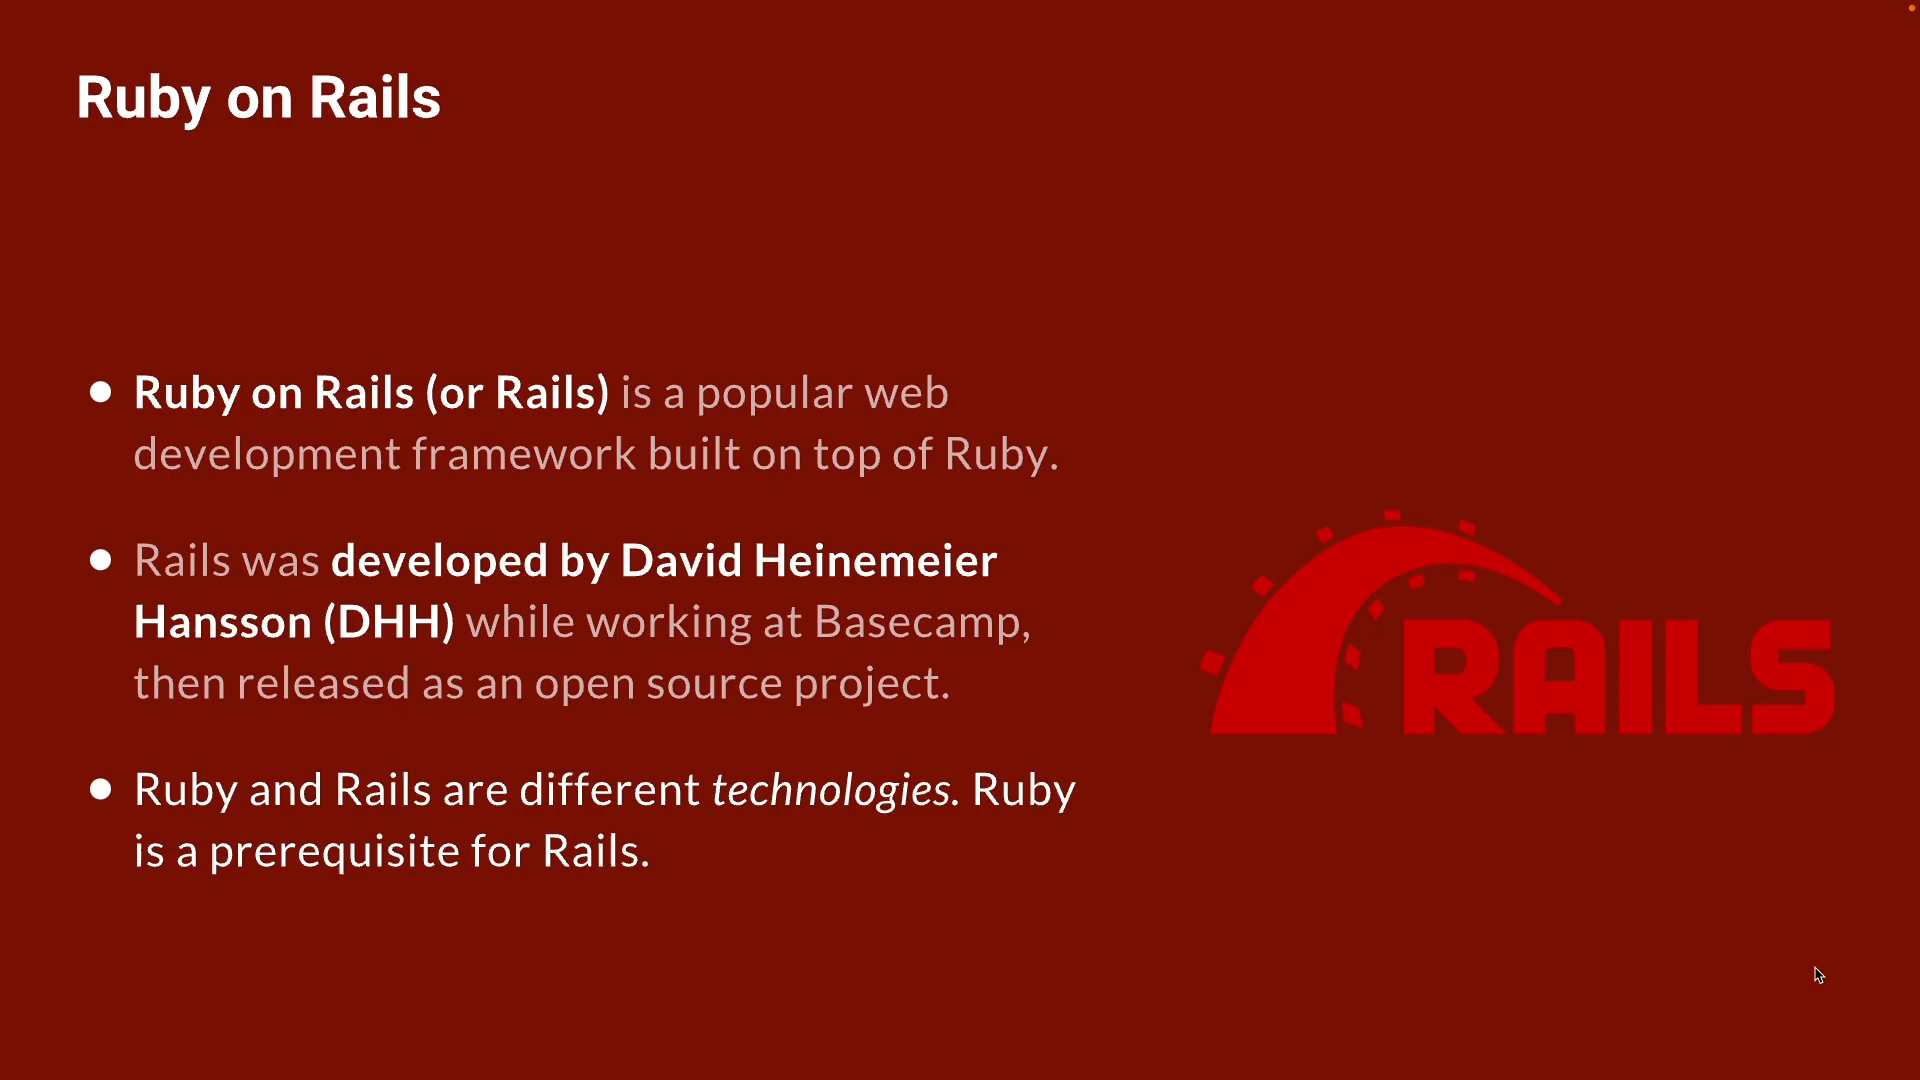 Ruby on Rails
Ruby on Rails (or Rails) is a popular web
development framework built on top of Ruby.
Rails was developed by David Heinemeier
Hansson (DHH) while working at Basecamp,
then released as an open source project.
RAILS
Ruby and Rails are different technologies. Ruby
is a prerequisite for Rails.